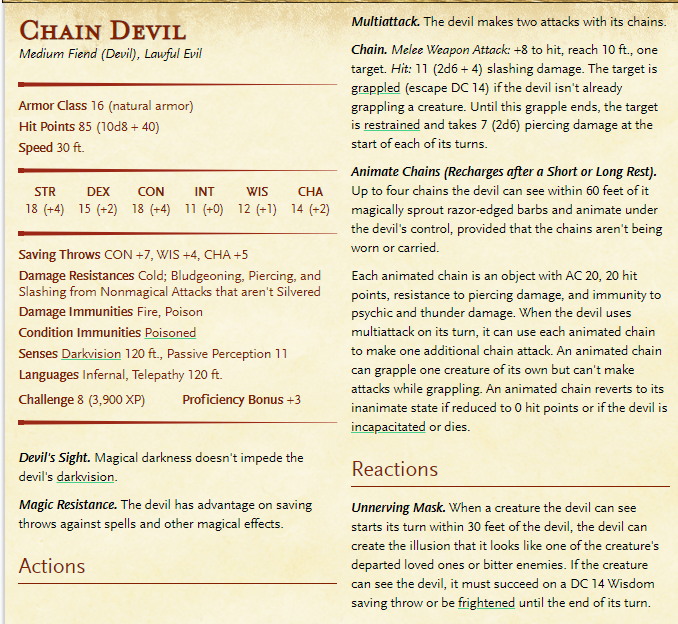 Chain Devil
Medium Fiend (Devil), Lawful Evil
Armor Class 16 (natural armor)
Hit Points 85 (10d8 + 40)
Speed 30 ft.
STR DEX CON INT WIS CHA
18 (+4) 15 (+2) 18 (+4) 11 (+0) 12 (+1) 14 (+2)
Saving Throws CON +7, WIS +4, CHA +5
Damage Resistances Cold; Bludgeoning, Piercing, and
Slashing from Nonmagical Attacks that aren't Silvered
Damage Immunities Fire, Poison
Condition Immunities Poisoned
Senses Darkvision 120 ft., Passive Perception 11
Languages Infernal, Telepathy 120 ft.
Challenge 8 (3,900 XP) Proficiency Bonus +3
Devil's Sight. Magical darkness doesn't impede the
devil's darkvision.
Magic Resistance. The devil has advantage on saving
throws against spells and other magical effects.
Actions
Multiattack. The devil makes two attacks with its chains.
Chain. Melee Weapon Attack: +8 to hit, reach 10 ft., one
target. Hit: 11 (2d6 + 4) slashing damage. The target is
grappled (escape DC 14) if the devil isn't already
grappling a creature. Until this grapple ends, the target
is restrained and takes 7 (2d6) piercing damage at the
start of each of its turns.
Animate Chains (Recharges after a Short or Long Rest).
Up to four chains the devil can see within 60 feet of it
magically sprout razor-edged barbs and animate under
the devil's control, provided that the chains aren't being
worn or carried.
Each animated chain is an object with AC 20, 20 hit
points, resistance to piercing damage, and immunity to
psychic and thunder damage. When the devil uses
multiattack on its turn, it can use each animated chain
to make one additional chain attack. An animated chain
can grapple one creature of its own but can't make
attacks while grappling. An animated chain reverts to its
inanimate state if reduced to 0 hit points or if the devil is
incapacitated or dies.
Reactions
Unnerving Mask. When a creature the devil can see
starts its turn within 30 feet of the devil, the devil can
create the illusion that it looks like one of the creature's
departed loved ones or bitter enemies. If the creature
can see the devil, it must succeed on a DC 14 Wisdom
saving throw or be frightened until the end of its turn.